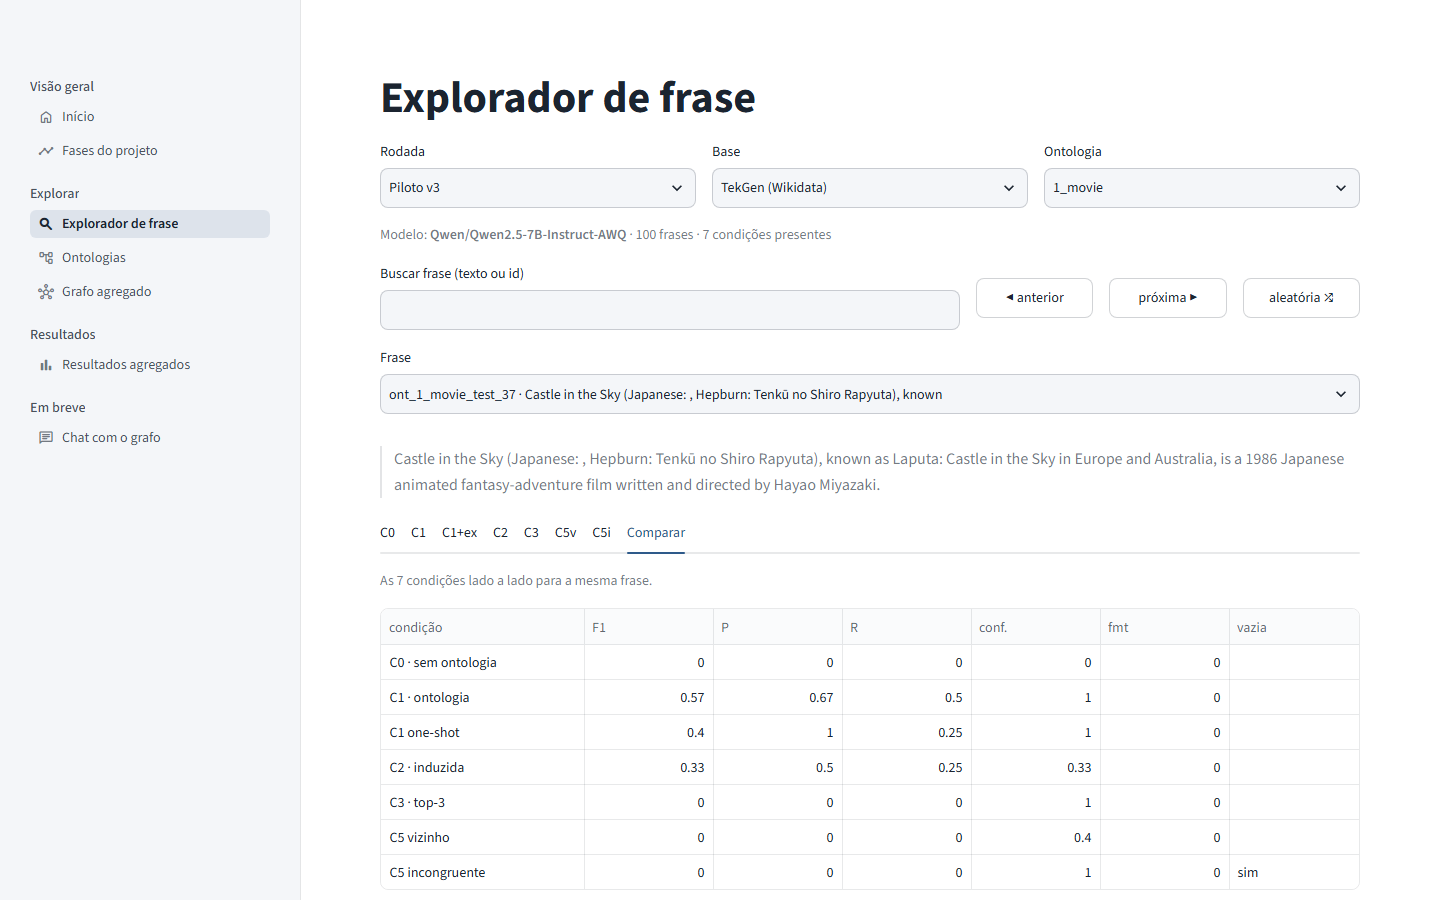 Visão geral
Início
Fases do projeto
Explorar
Explorador de frase
Ontologias
Grafo agregado
Resultados
Resultados agregados
Em breve
Chat com o grafo
Explorador de frase
Rodada Base Ontologia
Piloto v3 TekGen (Wikidata) 1_movie
Modelo: Qwen/Qwen2.5-7B-Instruct-AWQ · 100 frases · 7 condições presentes
Buscar frase (texto ou id)
◀ anterior próxima ▶ aleatória 🔀
Frase
ont_1_movie_test_37 · Castle in the Sky (Japanese: , Hepburn: Tenkū no Shiro Rapyuta), known
Castle in the Sky (Japanese: , Hepburn: Tenkū no Shiro Rapyuta), known as Laputa: Castle in the Sky in Europe and Australia, is a 1986 Japanese
animated fantasy-adventure film written and directed by Hayao Miyazaki.
C0 C1 C1+ex C2 C3 C5v C5i Comparar
As 7 condições lado a lado para a mesma frase.
condição F1 P R conf. fmt vazia
C0 · sem ontologia 0 0 0 0 0
C1 · ontologia 0.57 0.67 0.5 1 0
C1 one-shot 0.4 1 0.25 1 0
C2 · induzida 0.33 0.5 0.25 0.33 0
C3 · top-3 0 0 0 1 0
C5 vizinho 0 0 0 0.4 0
C5 incongruente 0 0 0 1 0 sim